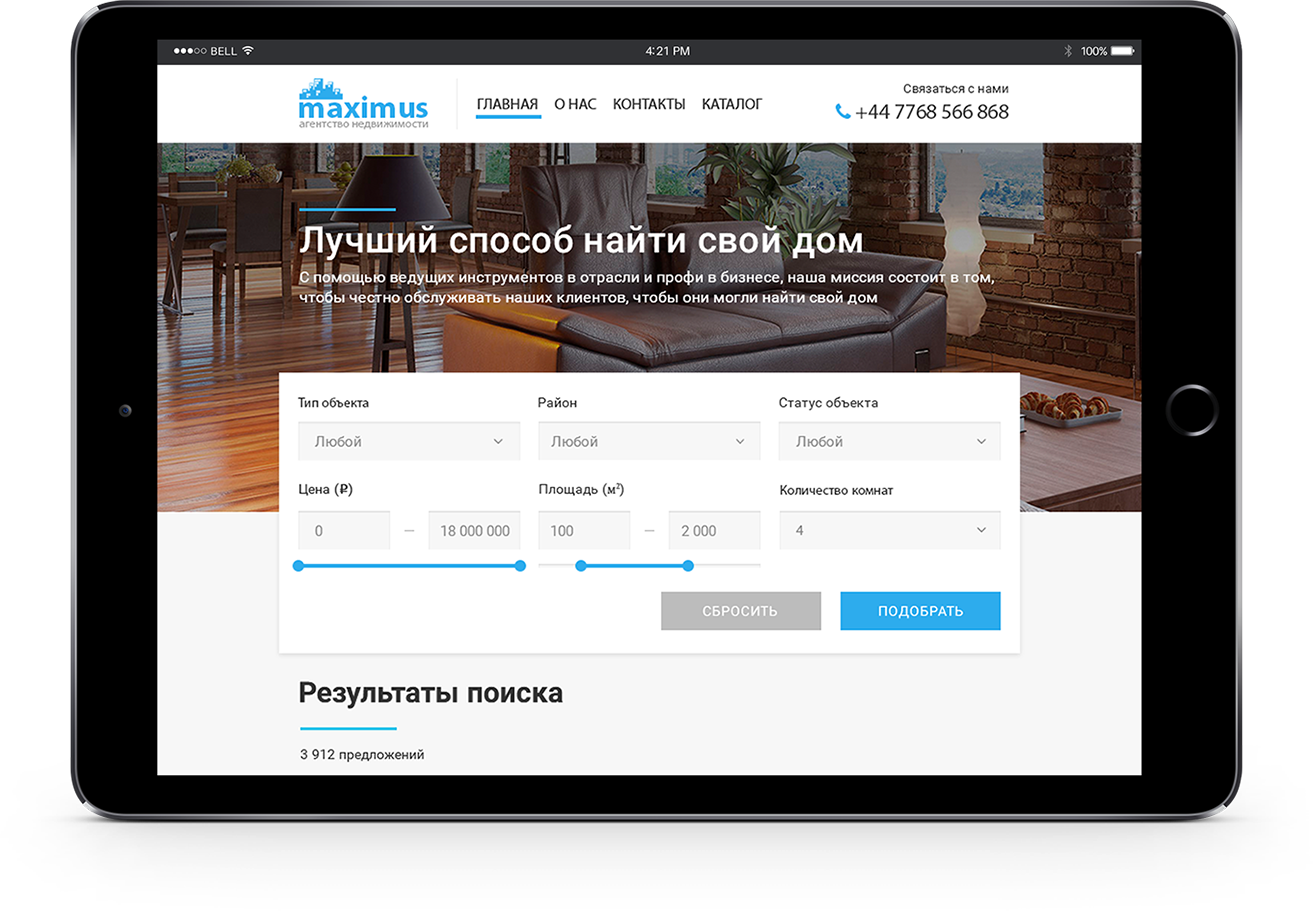 BELL
4:21 PM
100%
maximus
агентство недвижимости
ГЛАВНАЯ О НАС КОНТАКТЫ КАТАЛОГ
Связаться с нами
+44 7768 566 868
Лучший способ найти свой дом
С помощью ведущих инструментов в отрасли и профи в бизнесе, наша миссия состоит в том,
чтобы честно обслуживать наших клиентов, чтобы они могли найти свой дом
Тип объекта Район Статус объекта
Любой Любой Любой
Цена (₽) Площадь (м²) Количество комнат
0 — 18 000 000 100 — 2 000 4
СБРОСИТЬ ПОДОБРАТЬ
Результаты поиска
3 912 предложений